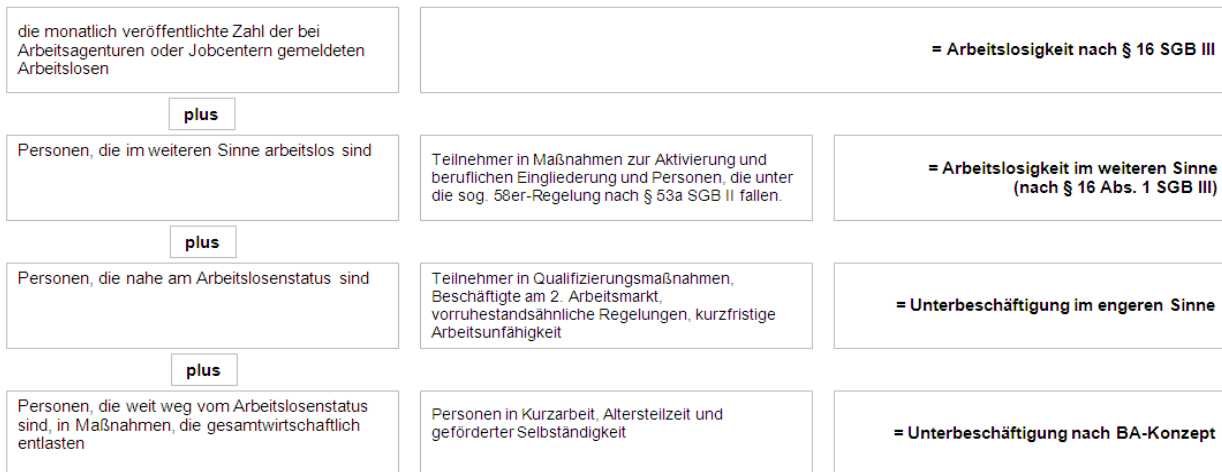 die monatlich veröffentlichte Zahl der bei
Arbeitsagenturen oder Jobcentern gemeldeten
Arbeitslosen
= Arbeitslosigkeit nach § 16 SGB III
plus
Personen, die im weiteren Sinne arbeitslos sind
Teilnehmer in Maßnahmen zur Aktivierung und
beruflichen Eingliederung und Personen, die unter
die sog. 58er-Regelung nach § 53a SGB II fallen.
= Arbeitslosigkeit im weiteren Sinne
(nach § 16 Abs. 1 SGB III)
plus
Personen, die nahe am Arbeitslosenstatus sind
Teilnehmer in Qualifizierungsmaßnahmen,
Beschäftigte am 2. Arbeitsmarkt,
vorruhestandsähnliche Regelungen, kurzfristige
Arbeitsunfähigkeit
= Unterbeschäftigung im engeren Sinne
plus
Personen, die weit weg vom Arbeitslosenstatus
sind, in Maßnahmen, die gesamtwirtschaftlich
entlasten
Personen in Kurzarbeit, Altersteilzeit und
geförderter Selbständigkeit
= Unterbeschäftigung nach BA-Konzept